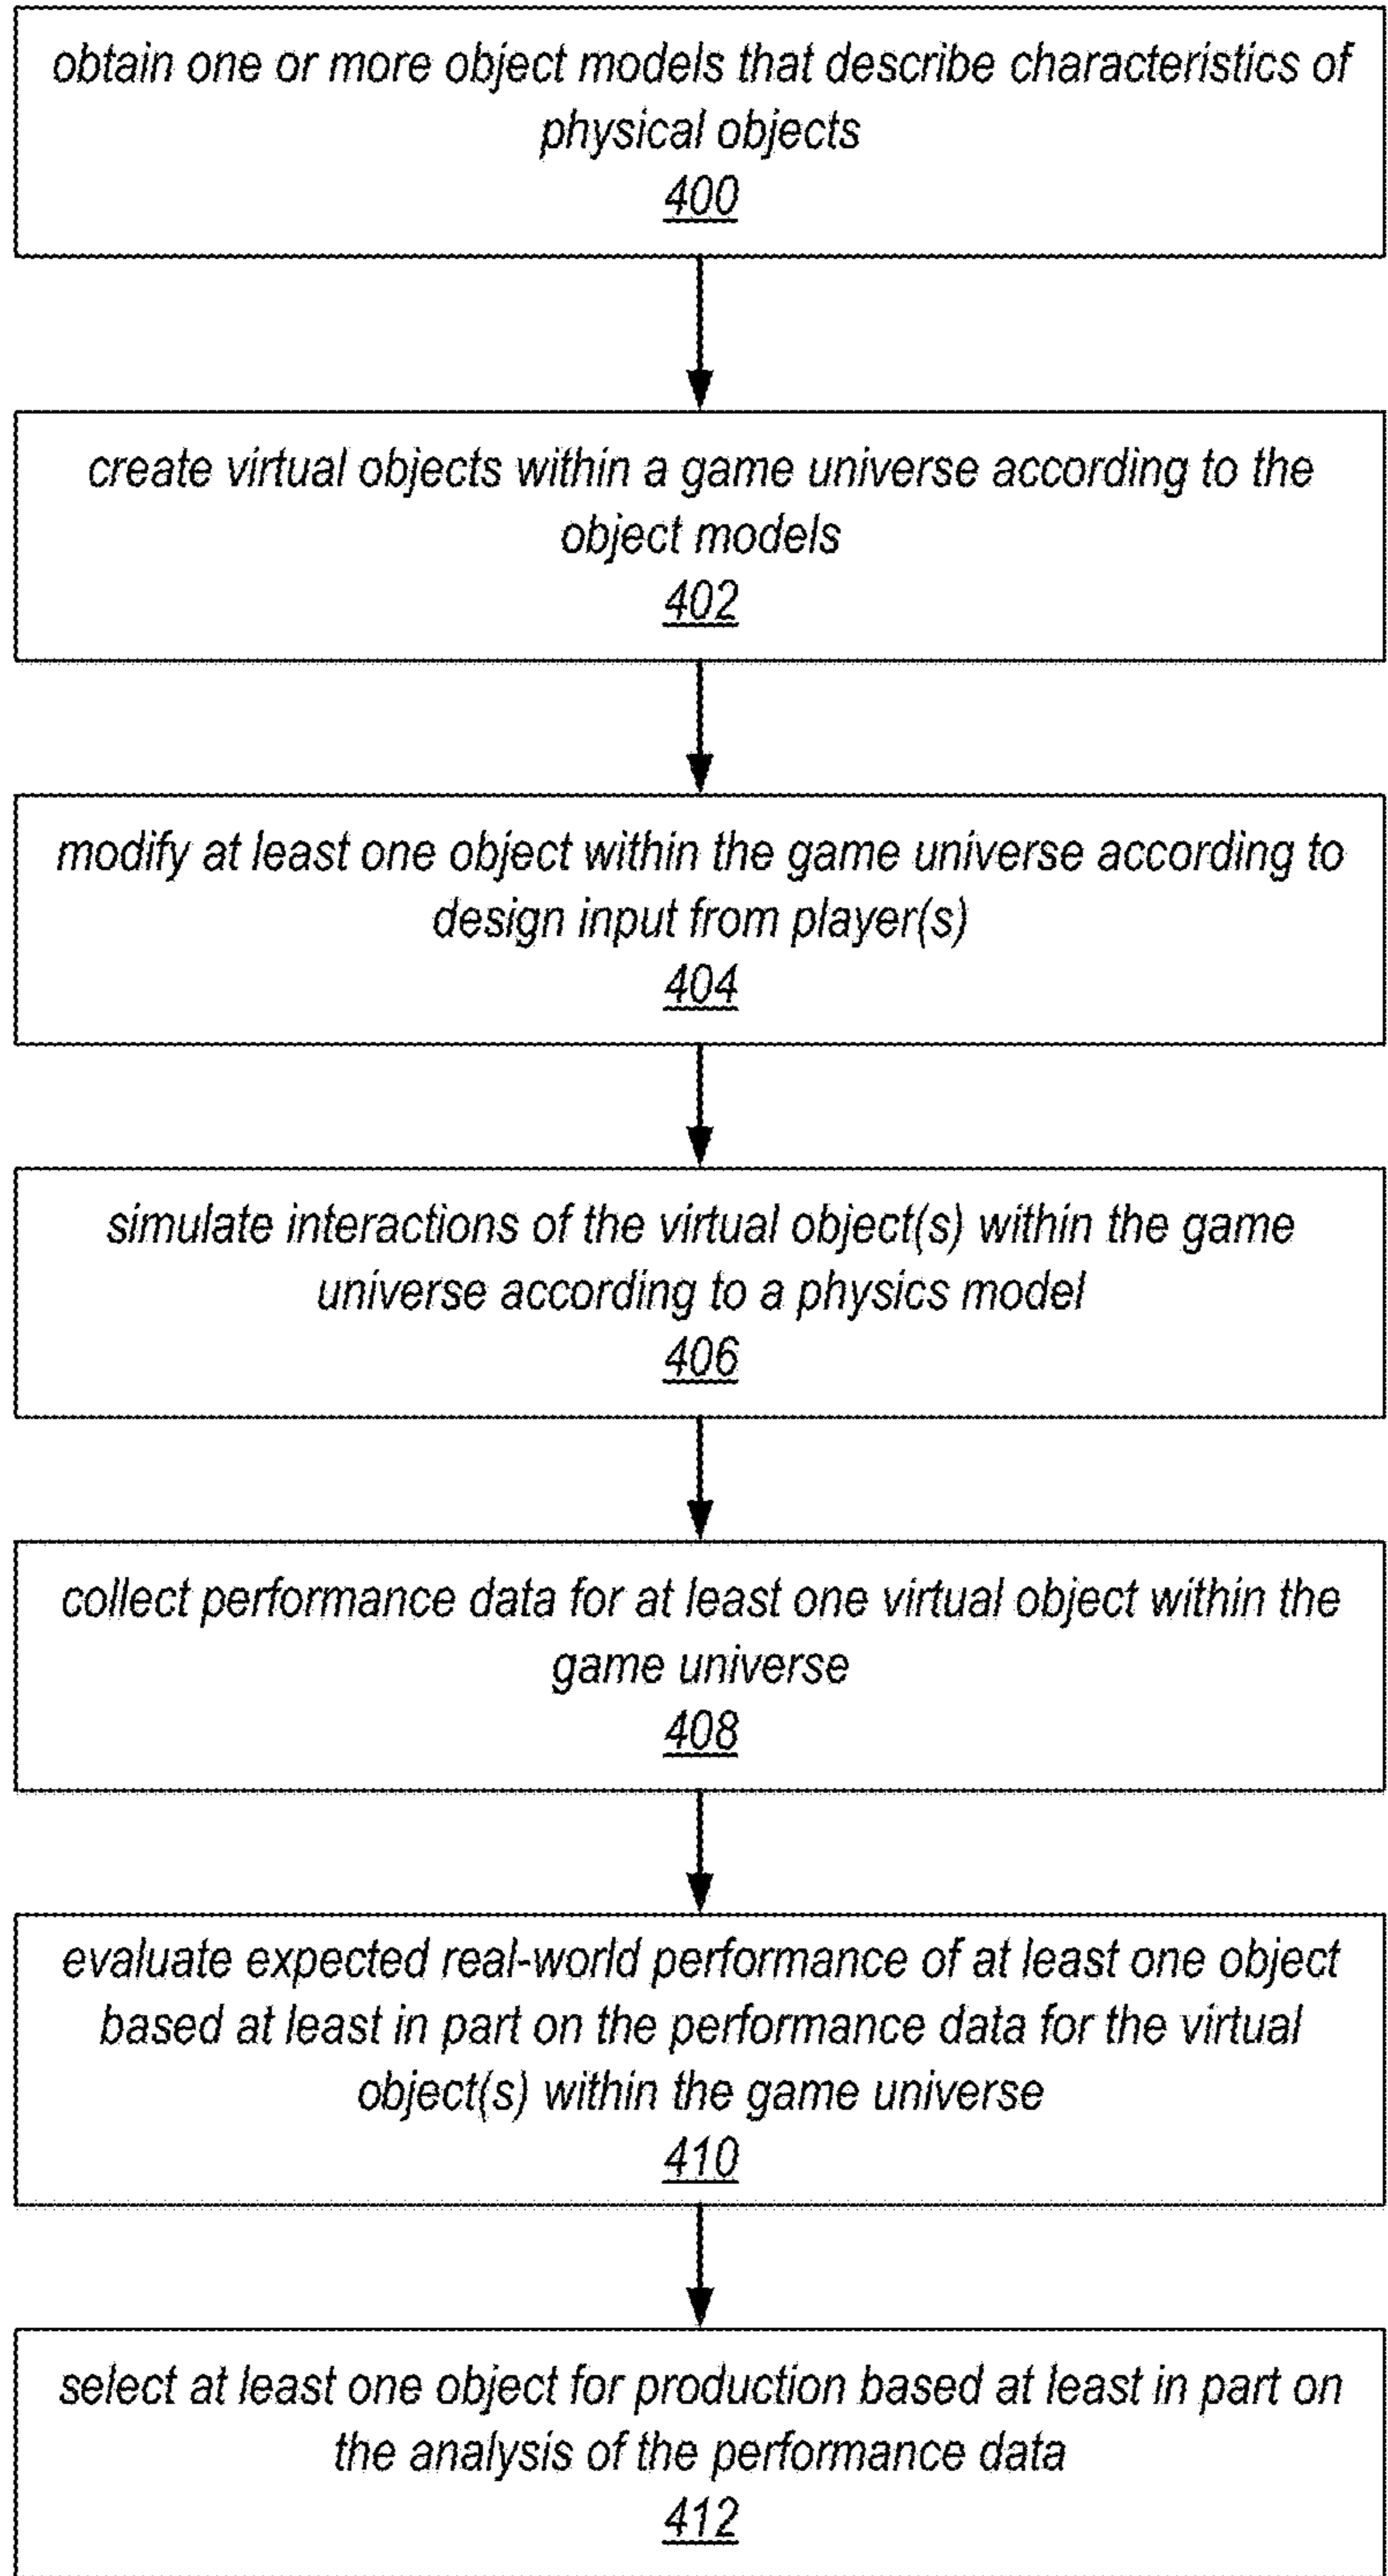 obtain one or more object models that describe characteristics of
physical objects
400
create virtual objects within a game universe according to the
object models
402
modify at least one object within the game universe according to
design input from player(s)
404
simulate interactions of the virtual object(s) within the game
universe according to a physics model
406
collect performance data for at least one virtual object within the
game universe
408
evaluate expected real-world performance of at least one object
based at least in part on the performance data for the virtual
object(s) within the game universe
410
select at least one object for production based at least in part on
the analysis of the performance data
412